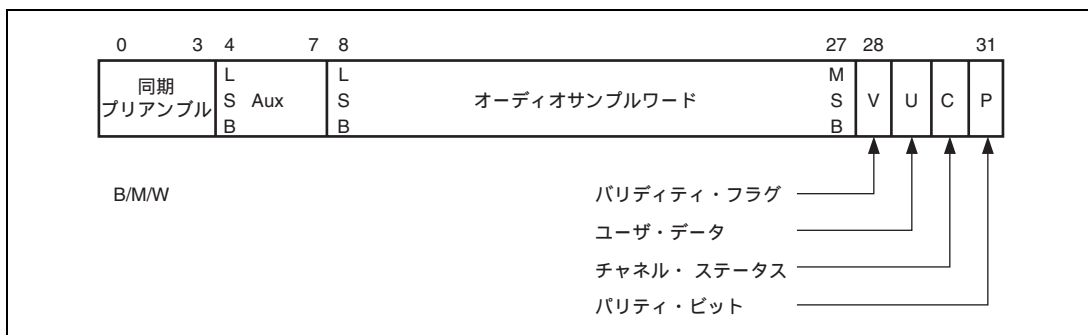 0 3 4 7 8 27 28 31
同期
プリアンブル
LSB Aux
LSB
オーディオサンプルワード
MSB
V U C P
B/M/W
バリディティ・フラグ
ユーザ・データ
チャネル・ ステータス
パリティ・ビット